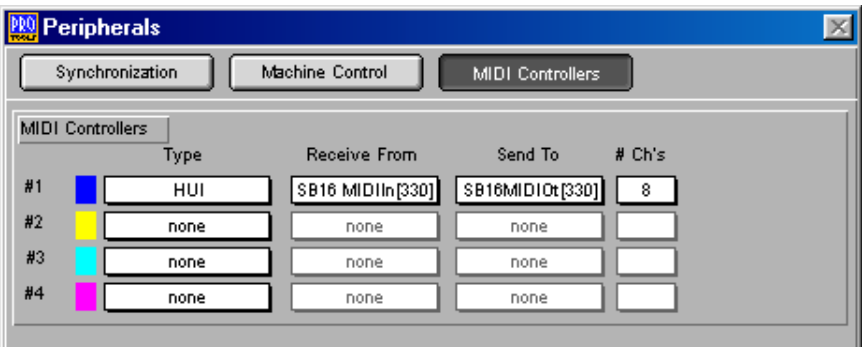 PRO TOOLS Peripherals
Synchronization Machine Control MIDI Controllers
MIDI Controllers
Type Receive From Send To # Ch's
#1 HUI SB16 MIDIIn[330] SB16MIDIOt[330] 8
#2 none none none
#3 none none none
#4 none none none